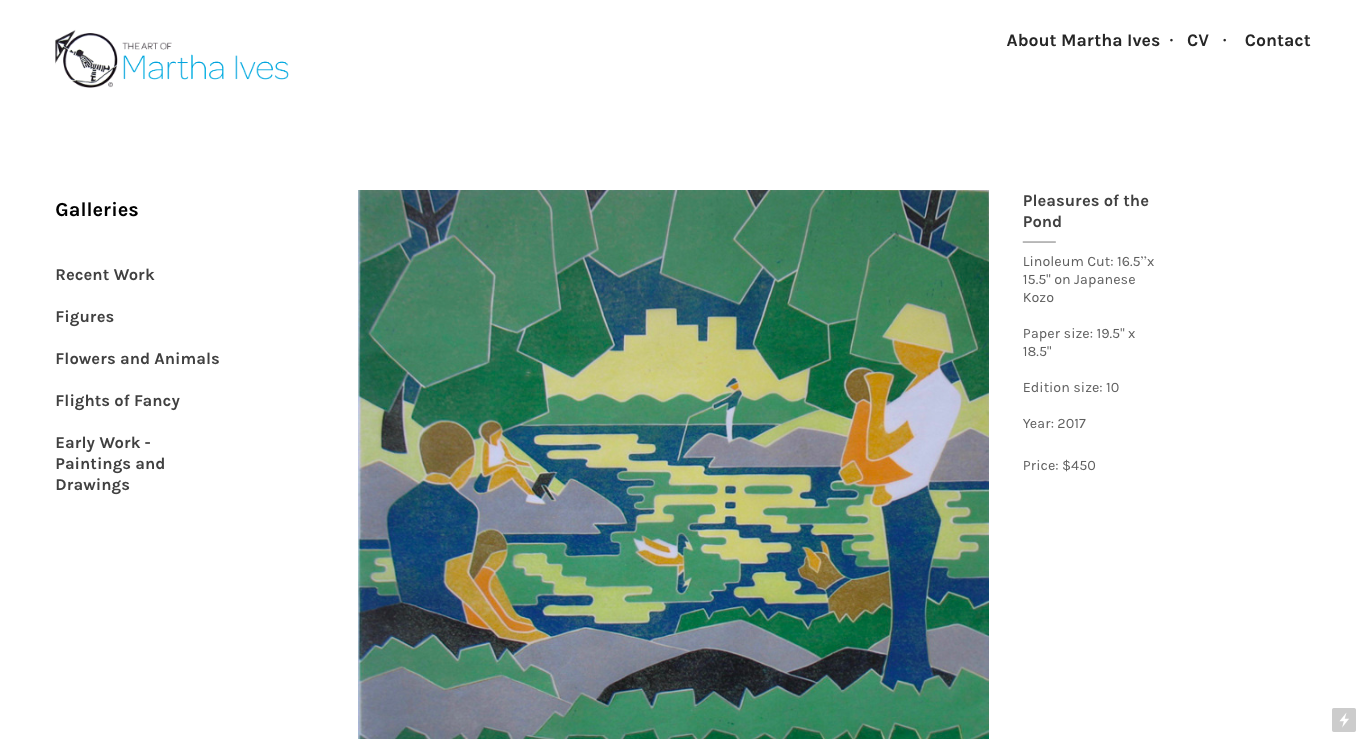 THE ART OF
Martha Ives
®
About Martha Ives · CV · Contact
Galleries
Recent Work
Figures
Flowers and Animals
Flights of Fancy
Early Work -
Paintings and
Drawings
Pleasures of the
Pond
Linoleum Cut: 16.5''x
15.5" on Japanese
Kozo
Paper size: 19.5" x
18.5"
Edition size: 10
Year: 2017
Price: $450